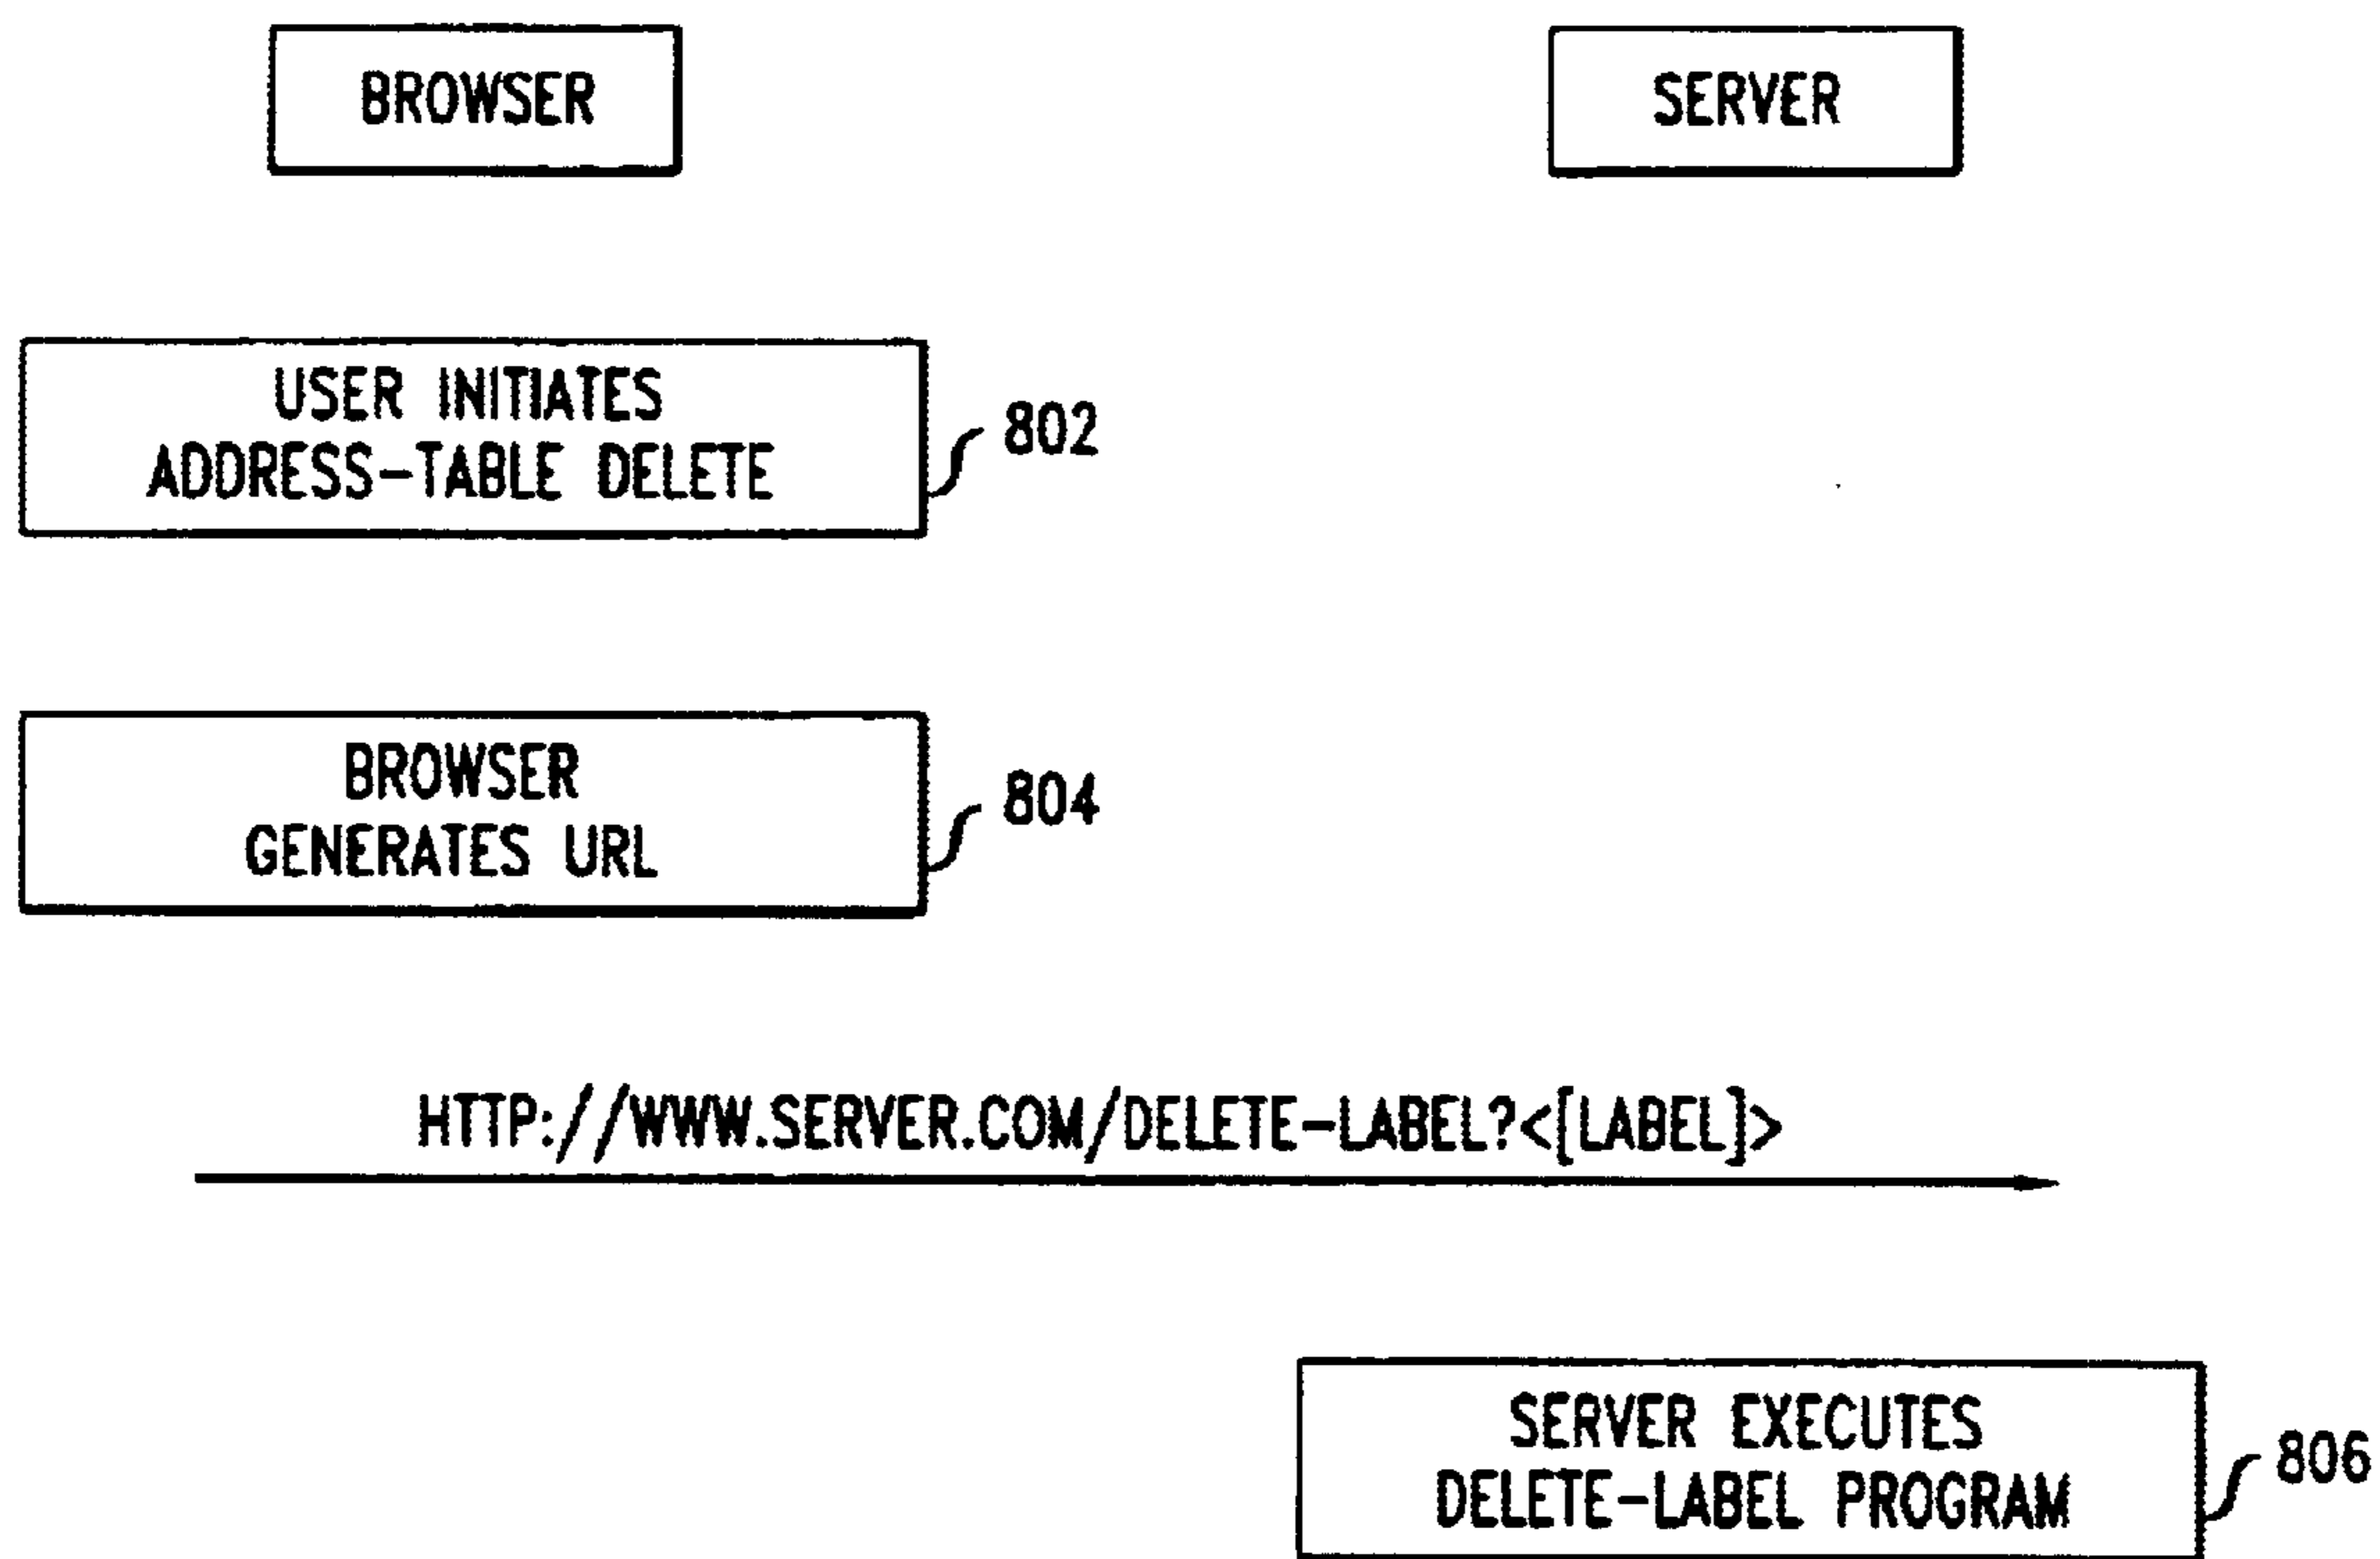 BROWSER
SERVER
USER INITIATES
ADDRESS-TABLE DELETE
802
BROWSER
GENERATES URL
804
HTTP://WWW.SERVER.COM/DELETE-LABEL?<[LABEL]>
SERVER EXECUTES
DELETE-LABEL PROGRAM
806